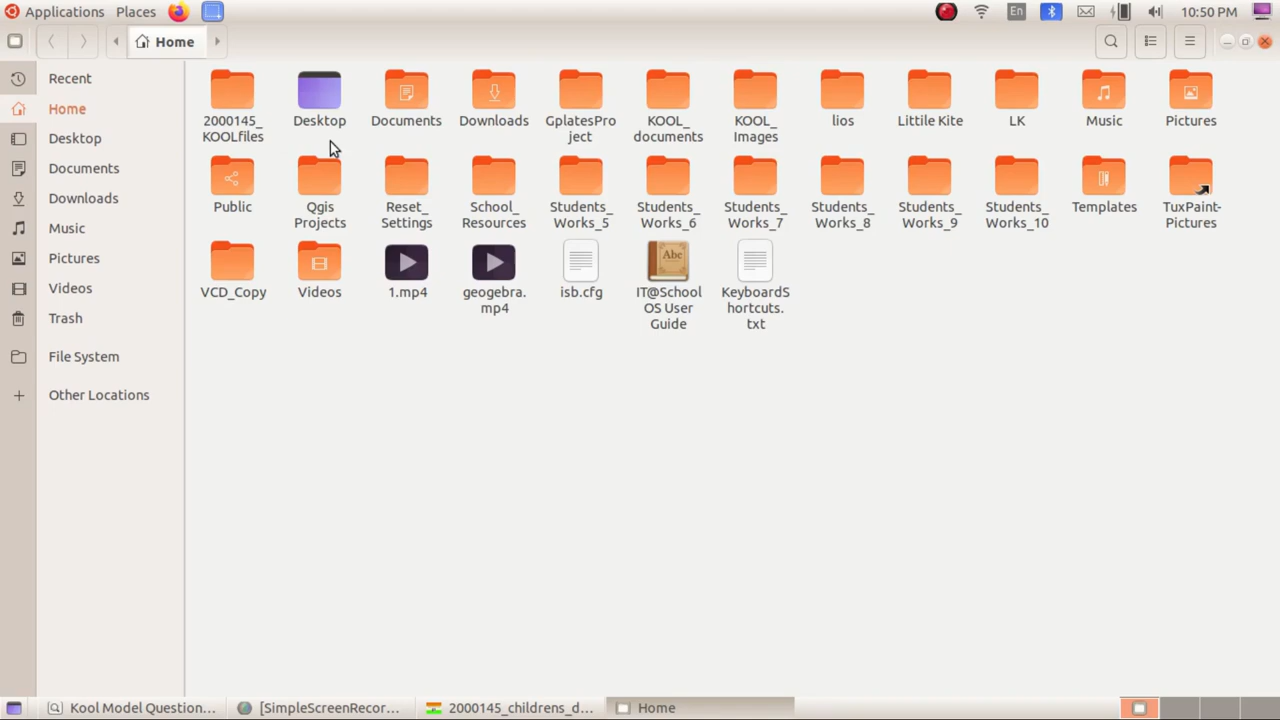 Applications Places En 10:50 PM
Home
Recent
Home
Desktop
Documents
Downloads
Music
Pictures
Videos
Trash
File System
Other Locations
2000145_
KOOLfiles
Desktop
Documents
Downloads
GplatesPro
ject
KOOL_
documents
KOOL_
Images
lios
Littile Kite
LK
Music
Pictures
Public
Qgis
Projects
Reset_
Settings
School_
Resources
Students_
Works_5
Students_
Works_6
Students_
Works_7
Students_
Works_8
Students_
Works_9
Students_
Works_10
Templates
TuxPaint-
Pictures
VCD_Copy
Videos
1.mp4
geogebra.
mp4
isb.cfg
Abc
IT@School
OS User
Guide
KeyboardS
hortcuts.
txt
Kool Model Question... [SimpleScreenRecor... 2000145_childrens_d... Home